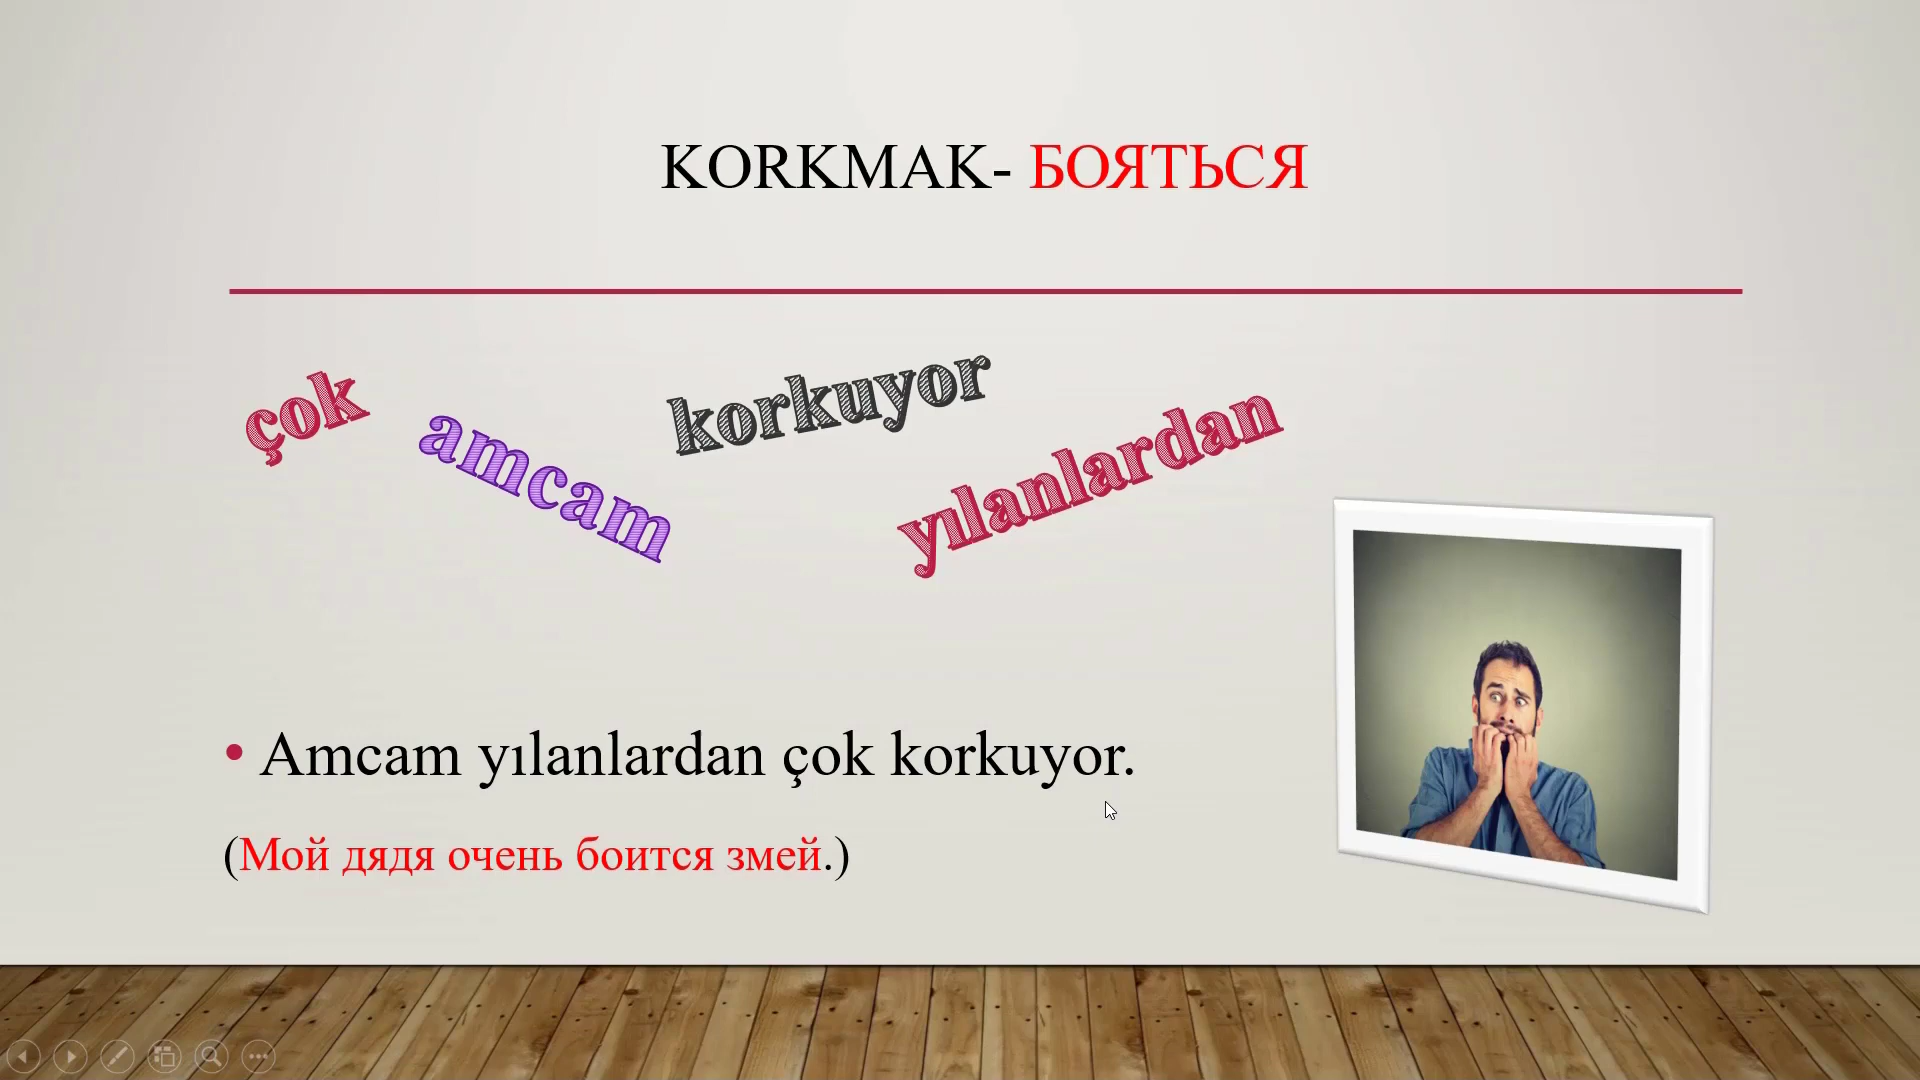 KORKMAK- БОЯТЬСЯ
çok
amcam
korkuyor
yılanlardan
• Amcam yılanlardan çok korkuyor.
(Мой дядя очень боится змей.)